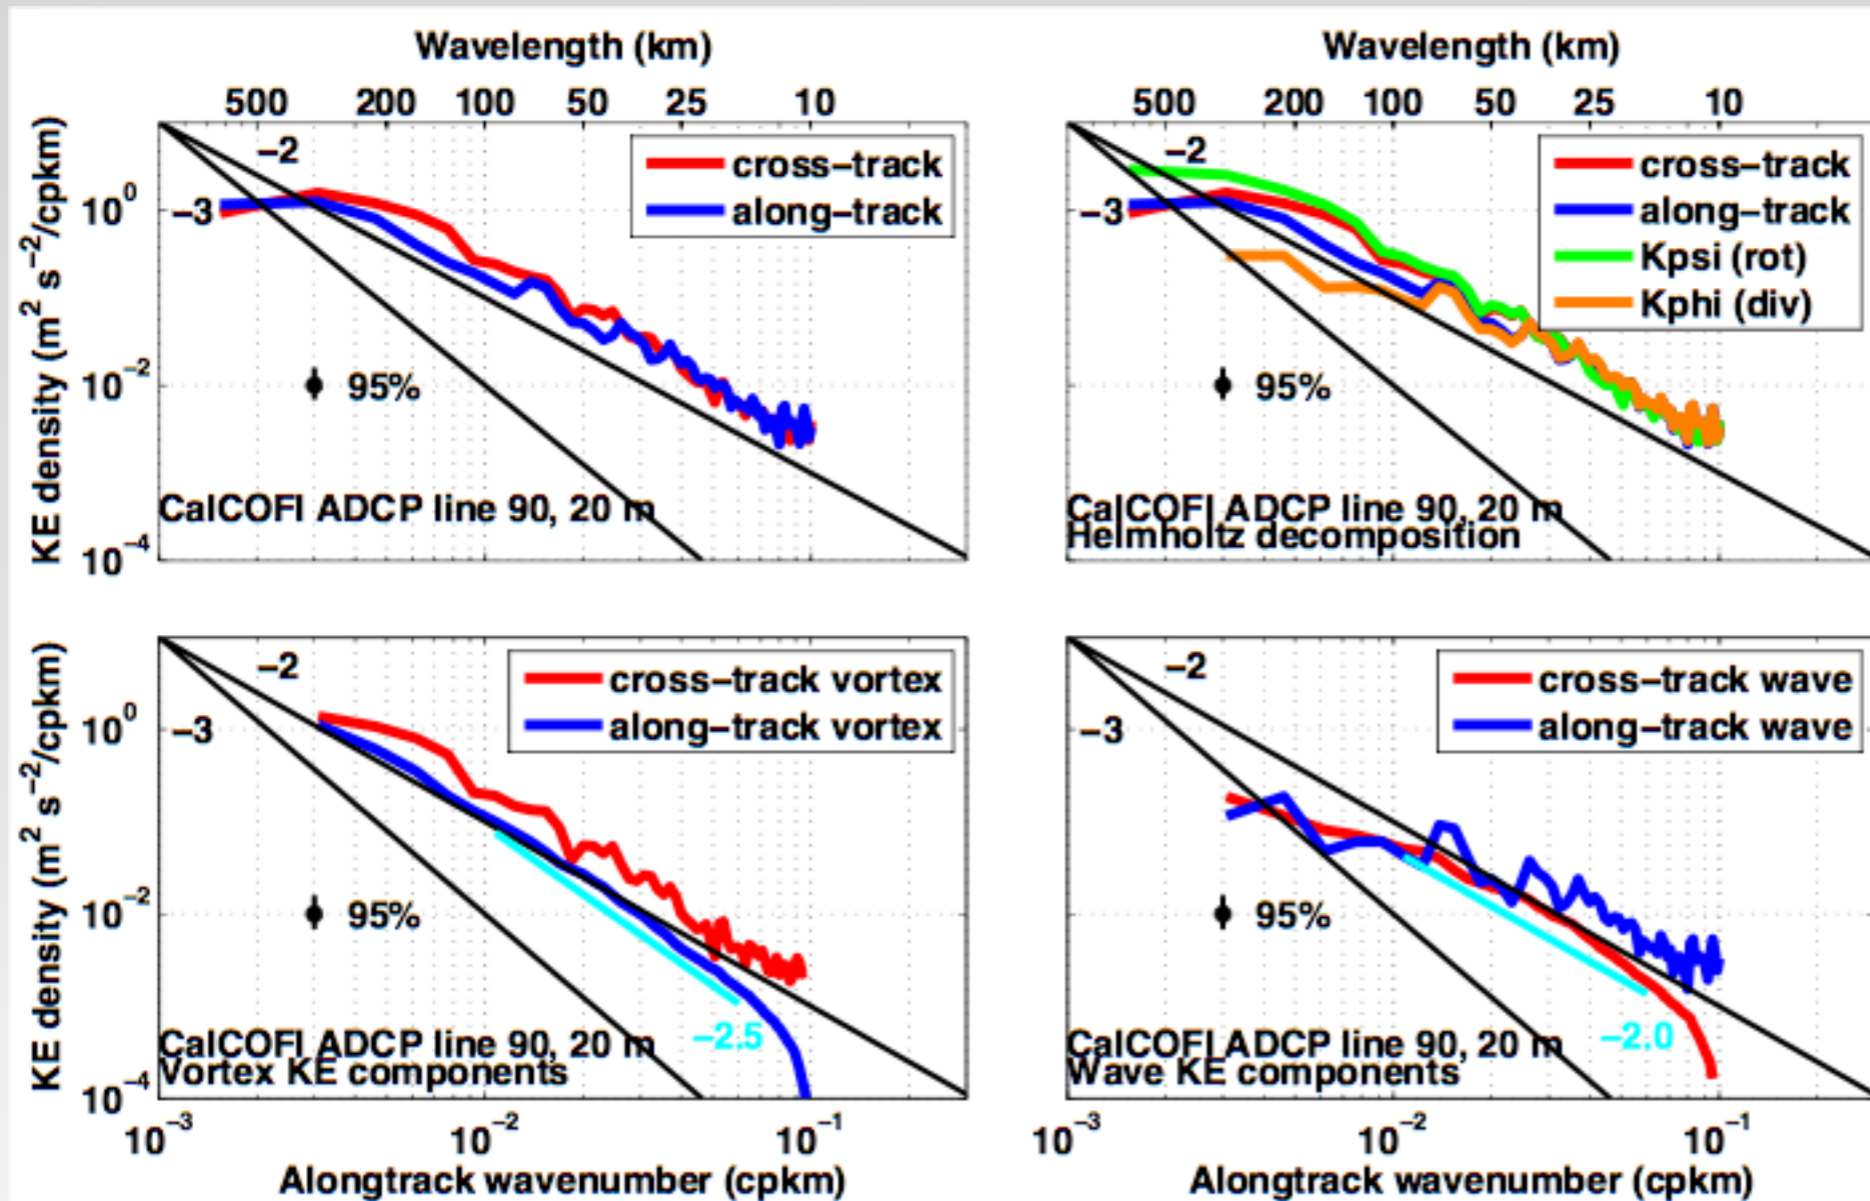 Wavelength (km)
500 200 100 50 25 10
−2
−3
cross−track
along−track
95%
CalCOFI ADCP line 90, 20 m
KE density (m² s⁻²/cpkm)
10⁰
10⁻²
10⁻⁴
Wavelength (km)
500 200 100 50 25 10
−2
−3
cross−track
along−track
Kpsi (rot)
Kphi (div)
95%
CalCOFI ADCP line 90, 20 m
Helmholtz decomposition
−2
−3
cross−track vortex
along−track vortex
95%
−2.5
CalCOFI ADCP line 90, 20 m
Vortex KE components
KE density (m² s⁻²/cpkm)
10⁰
10⁻²
10⁻⁴
10⁻³ 10⁻² 10⁻¹
Alongtrack wavenumber (cpkm)
−2
−3
cross−track wave
along−track wave
95%
−2.0
CalCOFI ADCP line 90, 20 m
Wave KE components
10⁻³ 10⁻² 10⁻¹
Alongtrack wavenumber (cpkm)